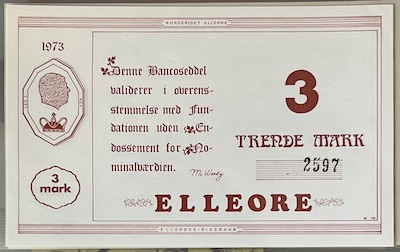 KONGERIGET ELLEORE
1973
Denne Bancoseddel
validerer i overens-
stemmelse med Fun-
dationen uden En-
dossement for No-
minalværdien.
3
TRENDE MARK
2597
3
mark
ELLEORE
ELLEORES RIGSBANK